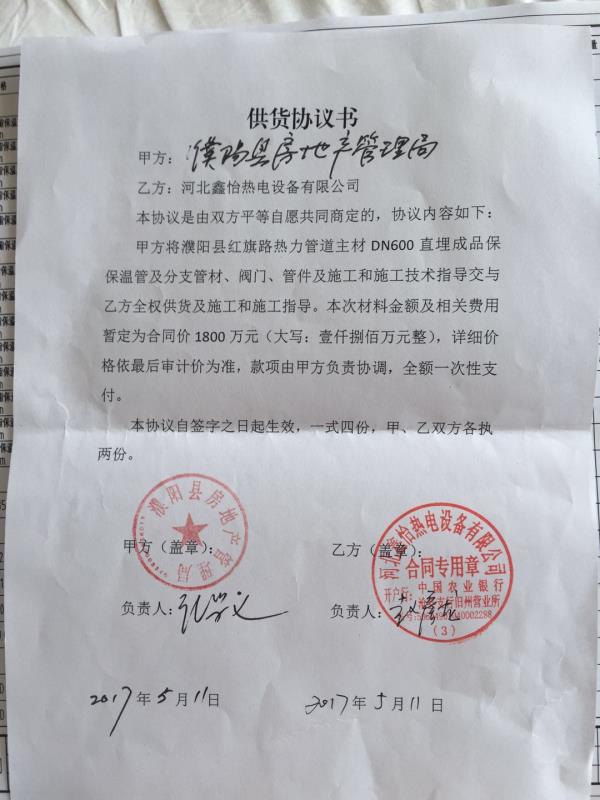 供货协议书
甲方：濮阳县房地产管理局
乙方：河北鑫怡热电设备有限公司
本协议是由双方平等自愿共同商定的，协议内容如下：
甲方将濮阳县红旗路热力管道主材 DN600 直埋成品保
保温管及分支管材、阀门、管件及施工和施工技术指导交与
乙方全权供货及施工和施工指导。本次材料金额及相关费用
暂定为合同价 1800 万元（大写：壹仟捌佰万元整），详细价
格依最后审计价为准，款项由甲方负责协调，全额一次性支
付。
本协议自签字之日起生效，一式四份，甲、乙双方各执
两份。
濮阳县房地产管理局
甲方（盖章）：
乙方（盖章）：
河北鑫怡热电设备有限公司
合同专用章
中国农业银行
开户行：
支行旧州营业所
（3）
负责人：
负责人：
2017年5月11日
2017年5月11日